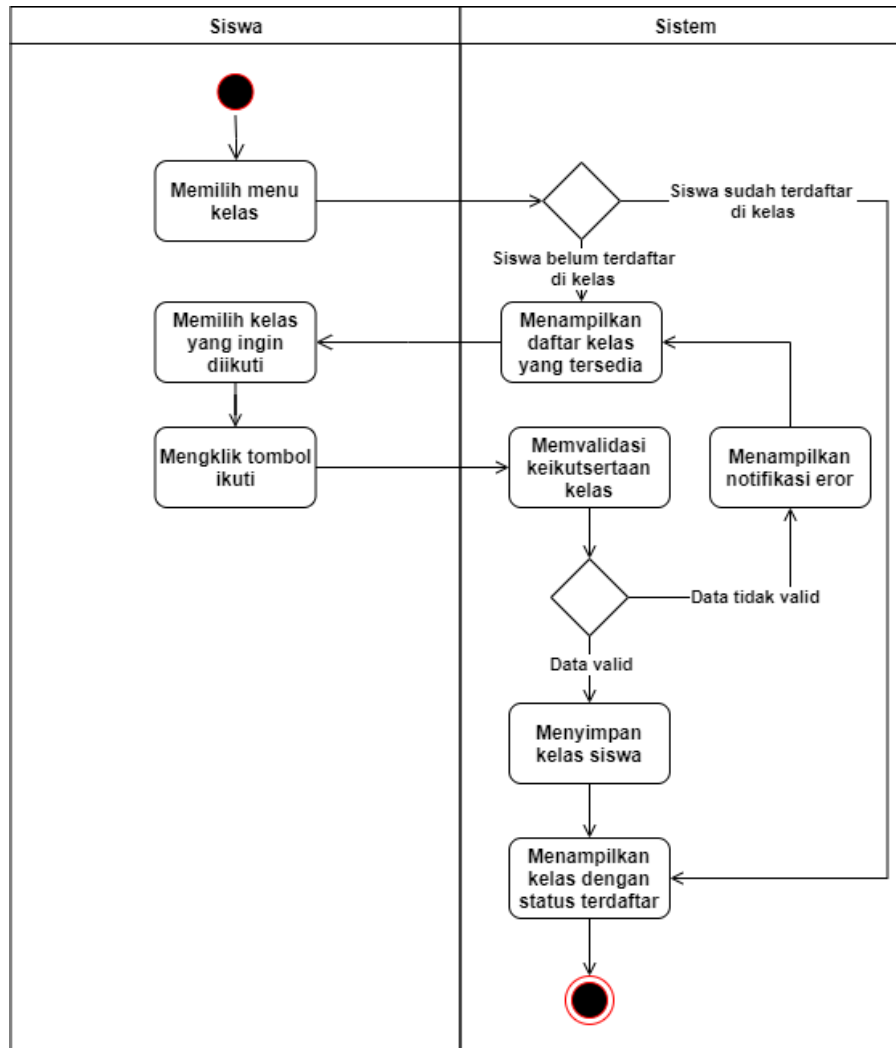 Siswa
Sistem
Memilih menu
kelas
Siswa sudah terdaftar
di kelas
Siswa belum terdaftar
di kelas
Memilih kelas
yang ingin
diikuti
Menampilkan
daftar kelas
yang tersedia
Mengklik tombol
ikuti
Memvalidasi
keikutsertaan
kelas
Menampilkan
notifikasi eror
Data tidak valid
Data valid
Menyimpan
kelas siswa
Menampilkan
kelas dengan
status terdaftar